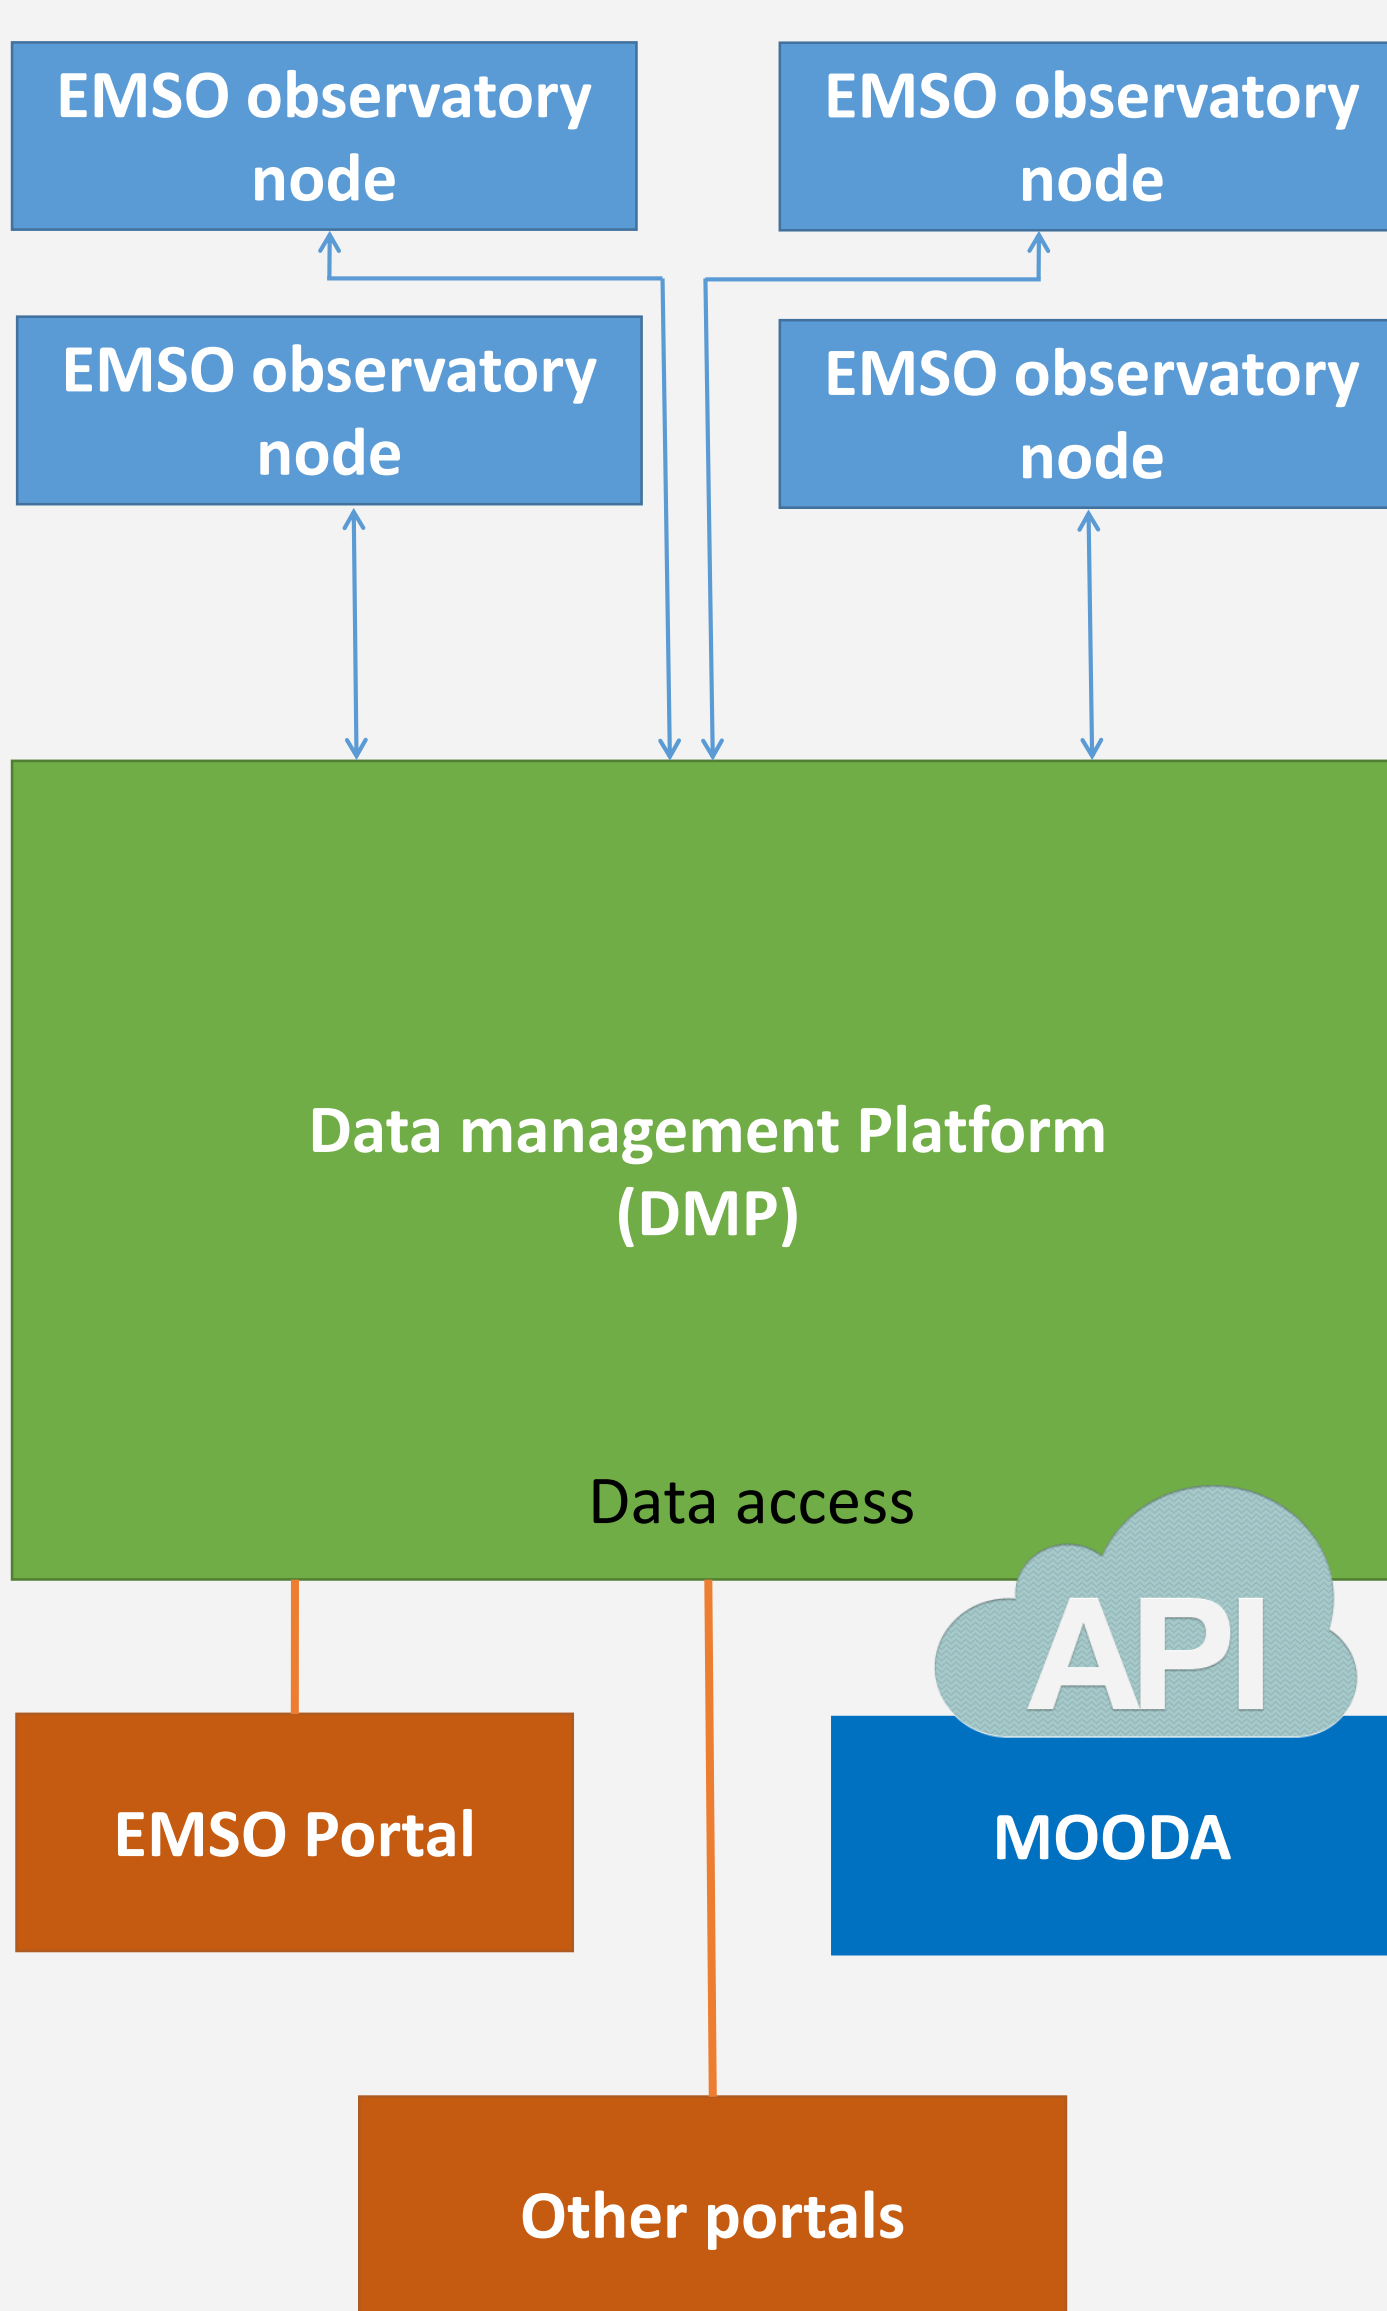 EMSO observatory
node
EMSO observatory
node
EMSO observatory
node
EMSO observatory
node
Data management Platform
(DMP)
Data access
API
EMSO Portal
MOODA
Other portals